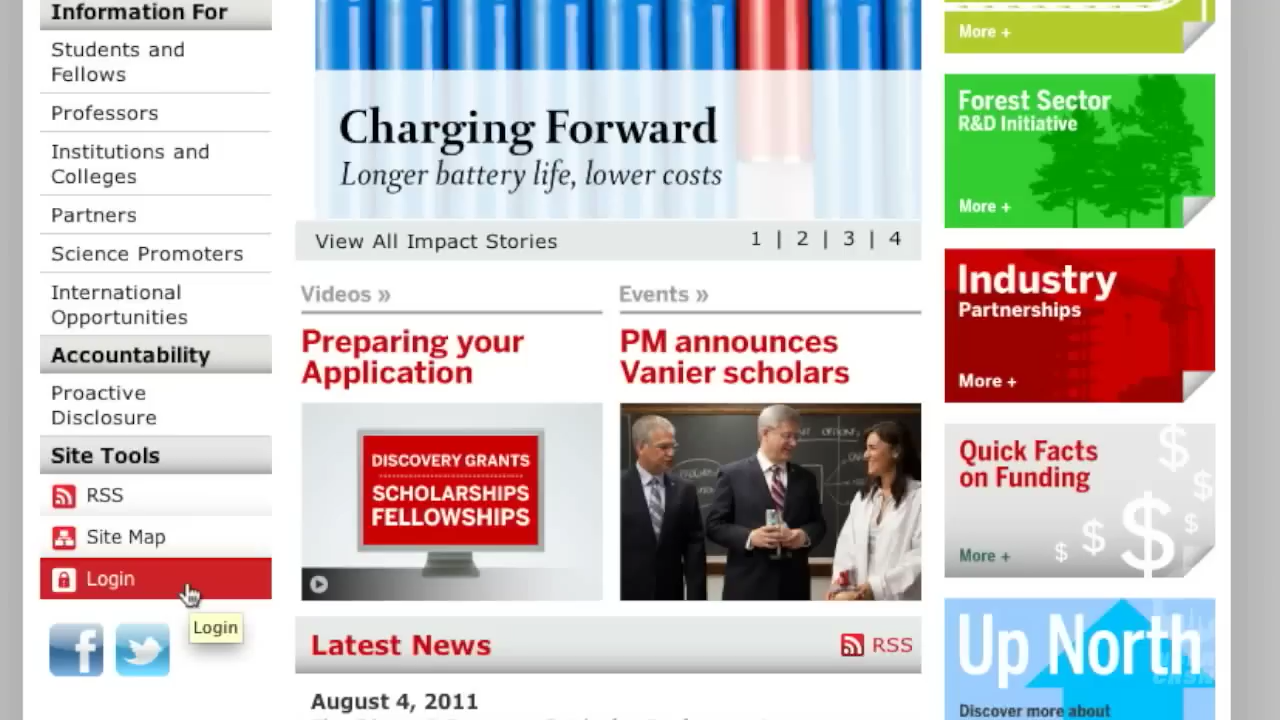 Information For
Students and
Fellows
Professors
Institutions and
Colleges
Partners
Science Promoters
International
Opportunities
Accountability
Proactive
Disclosure
Site Tools
RSS
Site Map
Login
Login
Charging Forward
Longer battery life, lower costs
View All Impact Stories
1 | 2 | 3 | 4
Videos »
Preparing your
Application
DISCOVERY GRANTS
SCHOLARSHIPS
FELLOWSHIPS
Events »
PM announces
Vanier scholars
Latest News
RSS
August 4, 2011
More +
Forest Sector
R&D Initiative
More +
Industry
Partnerships
More +
Quick Facts
on Funding
More +
Up North
Discover more about